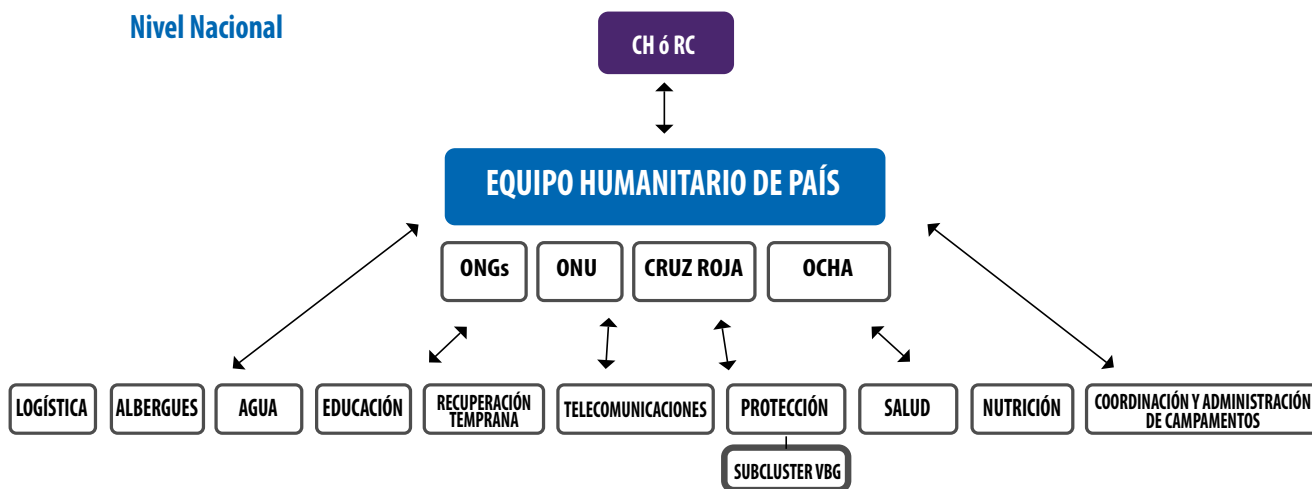 Nivel Nacional
CH ó RC
EQUIPO HUMANITARIO DE PAÍS
ONGs
ONU
CRUZ ROJA
OCHA
LOGÍSTICA
ALBERGUES
AGUA
EDUCACIÓN
RECUPERACIÓN
TEMPRANA
TELECOMUNICACIONES
PROTECCIÓN
SALUD
NUTRICIÓN
COORDINACIÓN Y ADMINISTRACIÓN
DE CAMPAMENTOS
SUBCLUSTER VBG